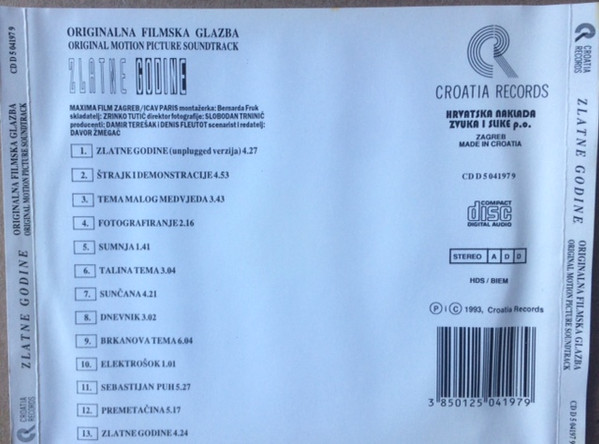 ORIGINALNA FILMSKA GLAZBA
ORIGINAL MOTION PICTURE SOUNDTRACK
ZLATNE GODINE
MAXIMA FILM ZAGREB/ICAV PARIS montažerka: Bernarda Fruk
skladatelj: ZRINKO TUTIĆ direktor fotografije: SLOBODAN TRNINIĆ
producenti: DAMIR TEREŠAK I DENIS FLEUTOT scenarist i redatelj:
DAVOR ŽMEGAČ
1. ZLATNE GODINE (unplugged verzija) 4.27
2. ŠTRAJK I DEMONSTRACIJE 4.53
3. TEMA MALOG MEDVJEDA 3.43
4. FOTOGRAFIRANJE 2.16
5. SUMNJA 1.41
6. TALINA TEMA 3.04
7. SUNČANA 4.21
8. DNEVNIK 3.02
9. BRKANOVA TEMA 6.04
10. ELEKTROŠOK 1.01
11. SEBASTIJAN PUH 5.27
12. PREMETAČINA 5.17
13. ZLATNE GODINE 4.24
CROATIA RECORDS
HRVATSKA NAKLADA
ZVUKA I SLIKE p.o.
ZAGREB
MADE IN CROATIA
CD D 5 041979
COMPACT
disc
DIGITAL AUDIO
STEREO A D D
HDS / BIEM
P i C 1993, Croatia Records
3 850125 041979
CROATIA
RECORDS
ZLATNE GODINE
ORIGINALNA FILMSKA GLAZBA
ORIGINAL MOTION PICTURE SOUNDTRACK
CD D 5 04197 9
CROATIA
RECORDS
ZLATNE GODINE
ORIGINALNA FILMSKA GLAZBA
ORIGINAL MOTION PICTURE SOUNDTRACK
CD D 5 04197 9